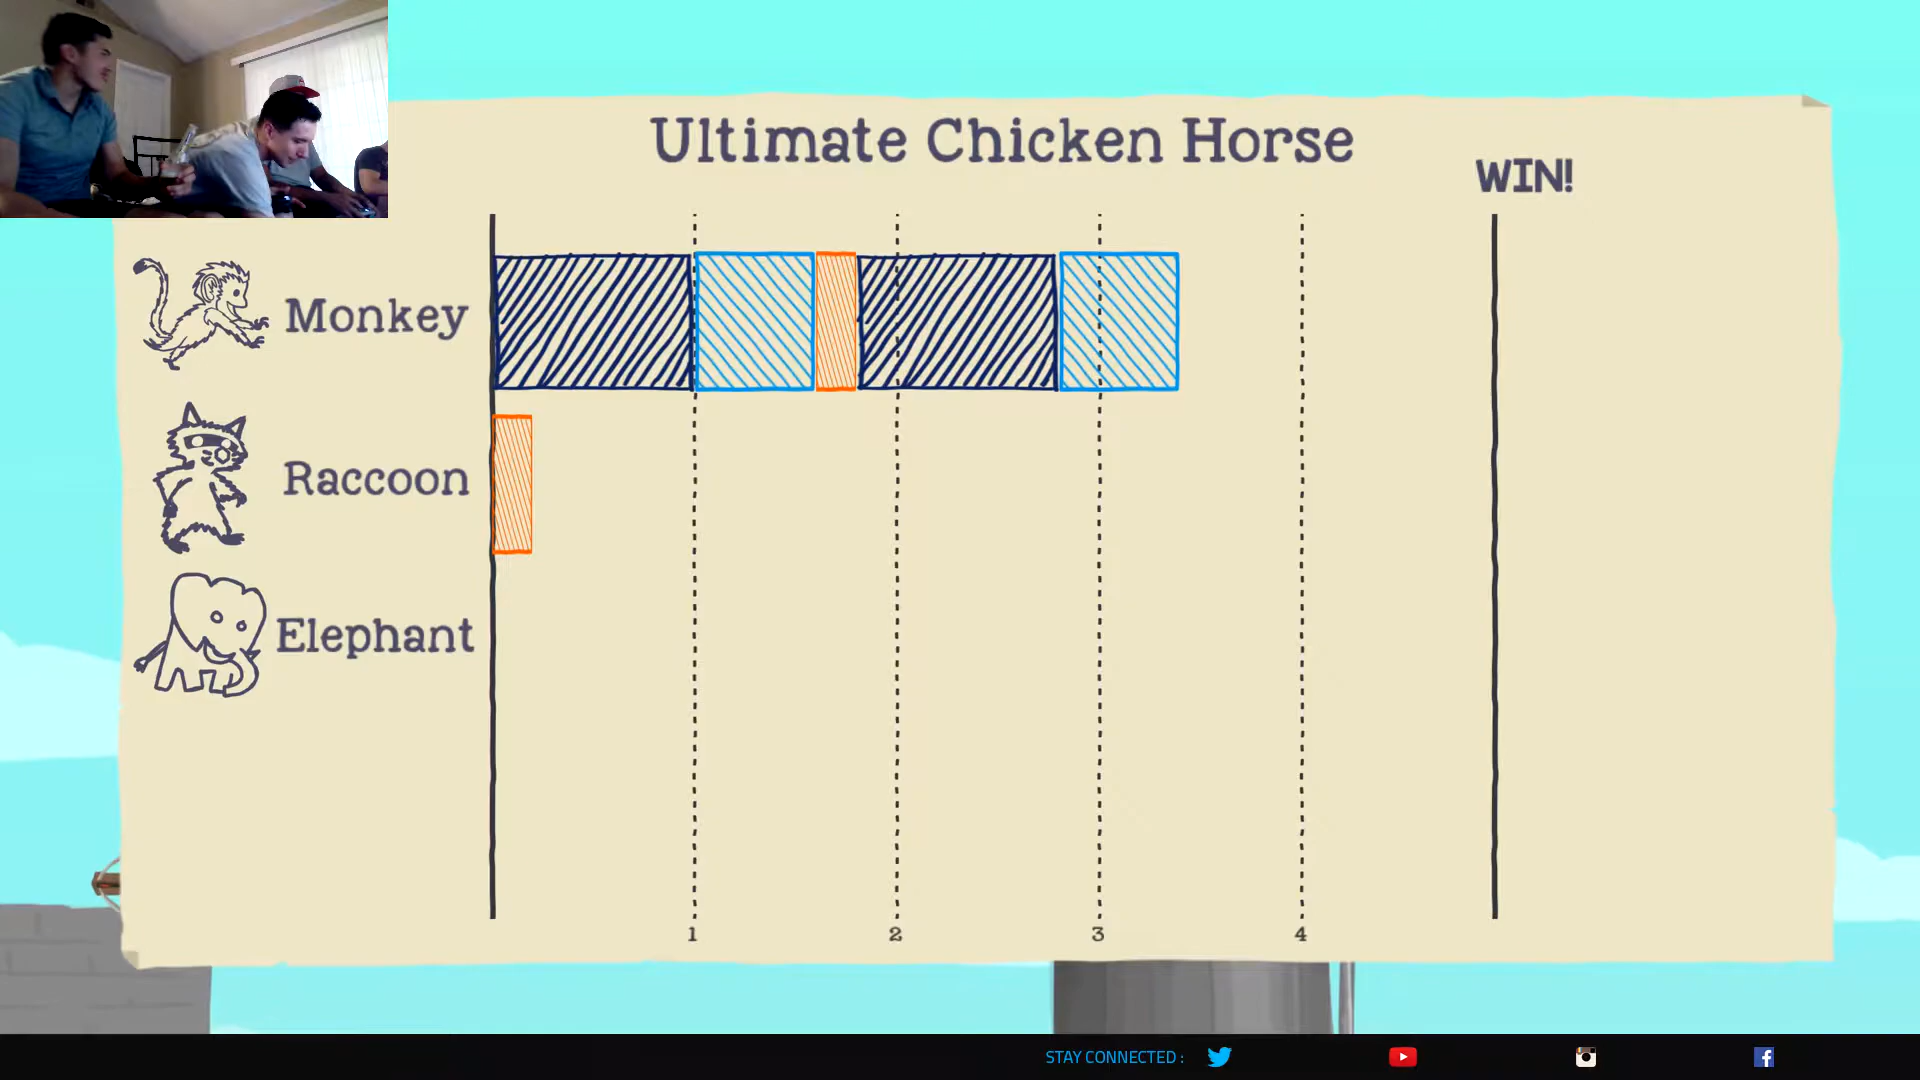 Ultimate Chicken Horse
WIN!
Monkey
Raccoon
Elephant
1 2 3 4
STAY CONNECTED :